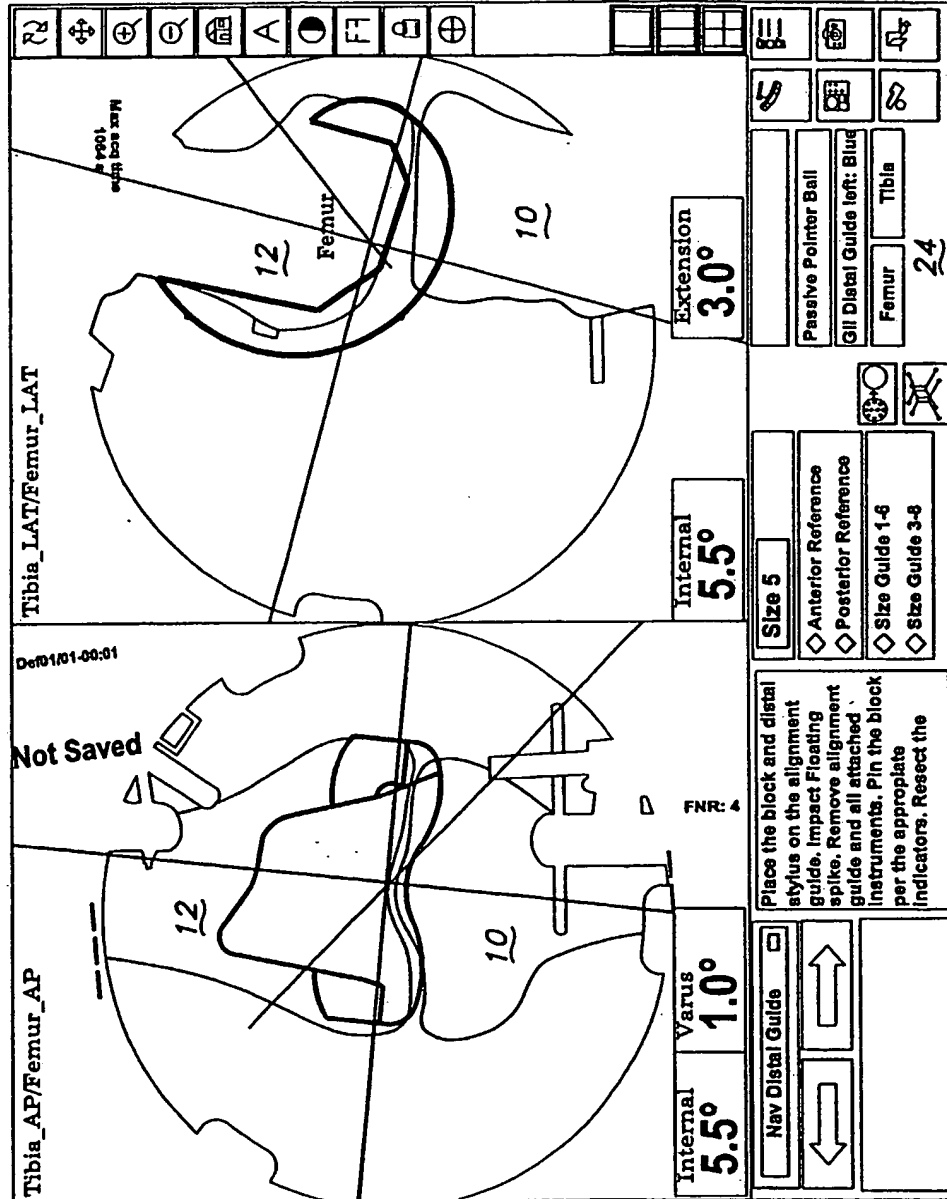 Tibia_AP/Femur_AP
Not Saved
Def01/01-00:01
12
10
FNR: 4
Internal
5.5°
Varus
1.0°
Tibia_LAT/Femur_LAT
Max acq time
1064 s
12
Femur
10
Internal
5.5°
Extension
3.0°
A
Nav Distal Guide
Place the block and distal
stylus on the alignment
guide. Impact Floating
spike. Remove alignment
guide and all attached
Instruments. Pin the block
per the appropiate
indicators. Resect the
Size 5
Anterior Reference
Posterior Reference
Size Guide 1-6
Size Guide 3-8
Passive Pointer Ball
GII Distal Guide left: Blue
Femur
Tibia
24